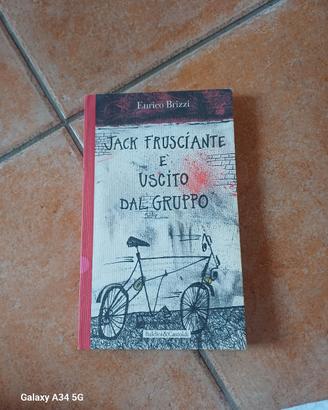 Enrico Brizzi
JACK FRUSCIANTE
E'
USCITO
DAL GRUPPO
Baldini&Castoldi
Galaxy A34 5G